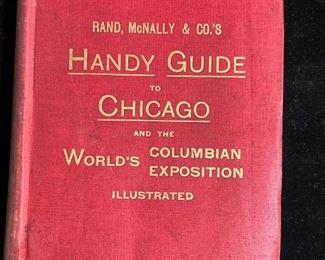 RAND, McNALLY & CO.'S
HANDY GUIDE
TO
CHICAGO
AND THE
WORLD'S COLUMBIAN EXPOSITION
ILLUSTRATED